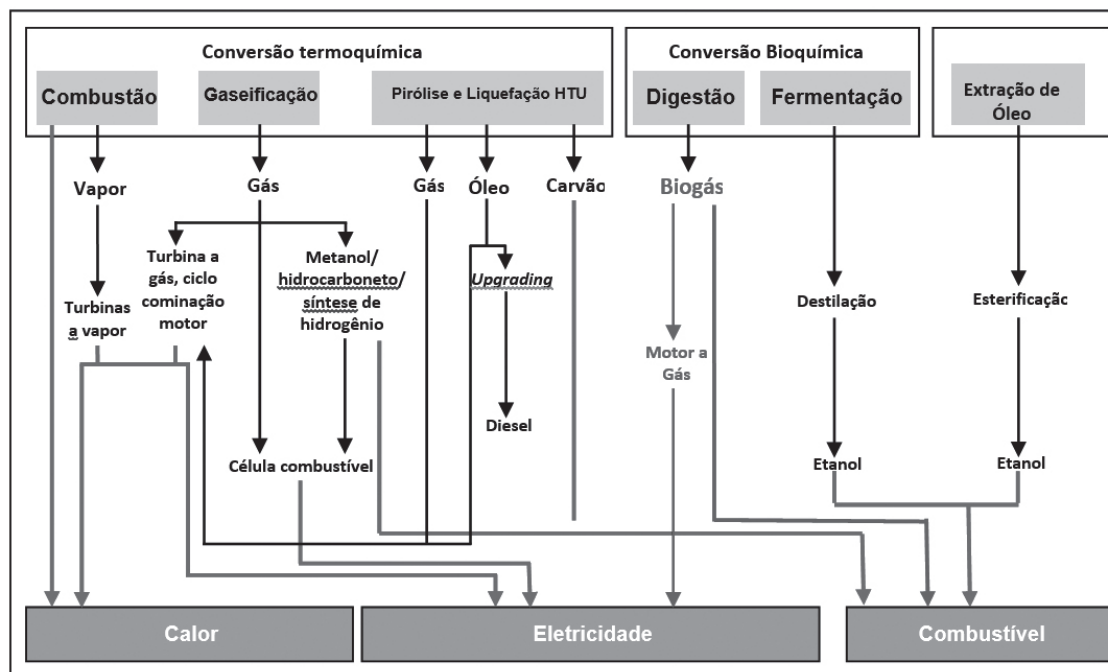 Conversão termoquímica
Conversão Bioquímica
Combustão
Gaseificação
Pirólise e Liquefação HTU
Digestão
Fermentação
Extração de
Óleo
Vapor
Gás
Gás
Óleo
Carvão
Biogás
Turbina a
gás, ciclo
cominação
motor
Metanol/
hidrocarboneto/
síntese de
hidrogênio
Upgrading
Turbinas
a vapor
Destilação
Esterificaçãc
Motor a
Gás
Diesel
Célula combustível
Etanol
Etanol
Calor
Eletricidade
Combustível